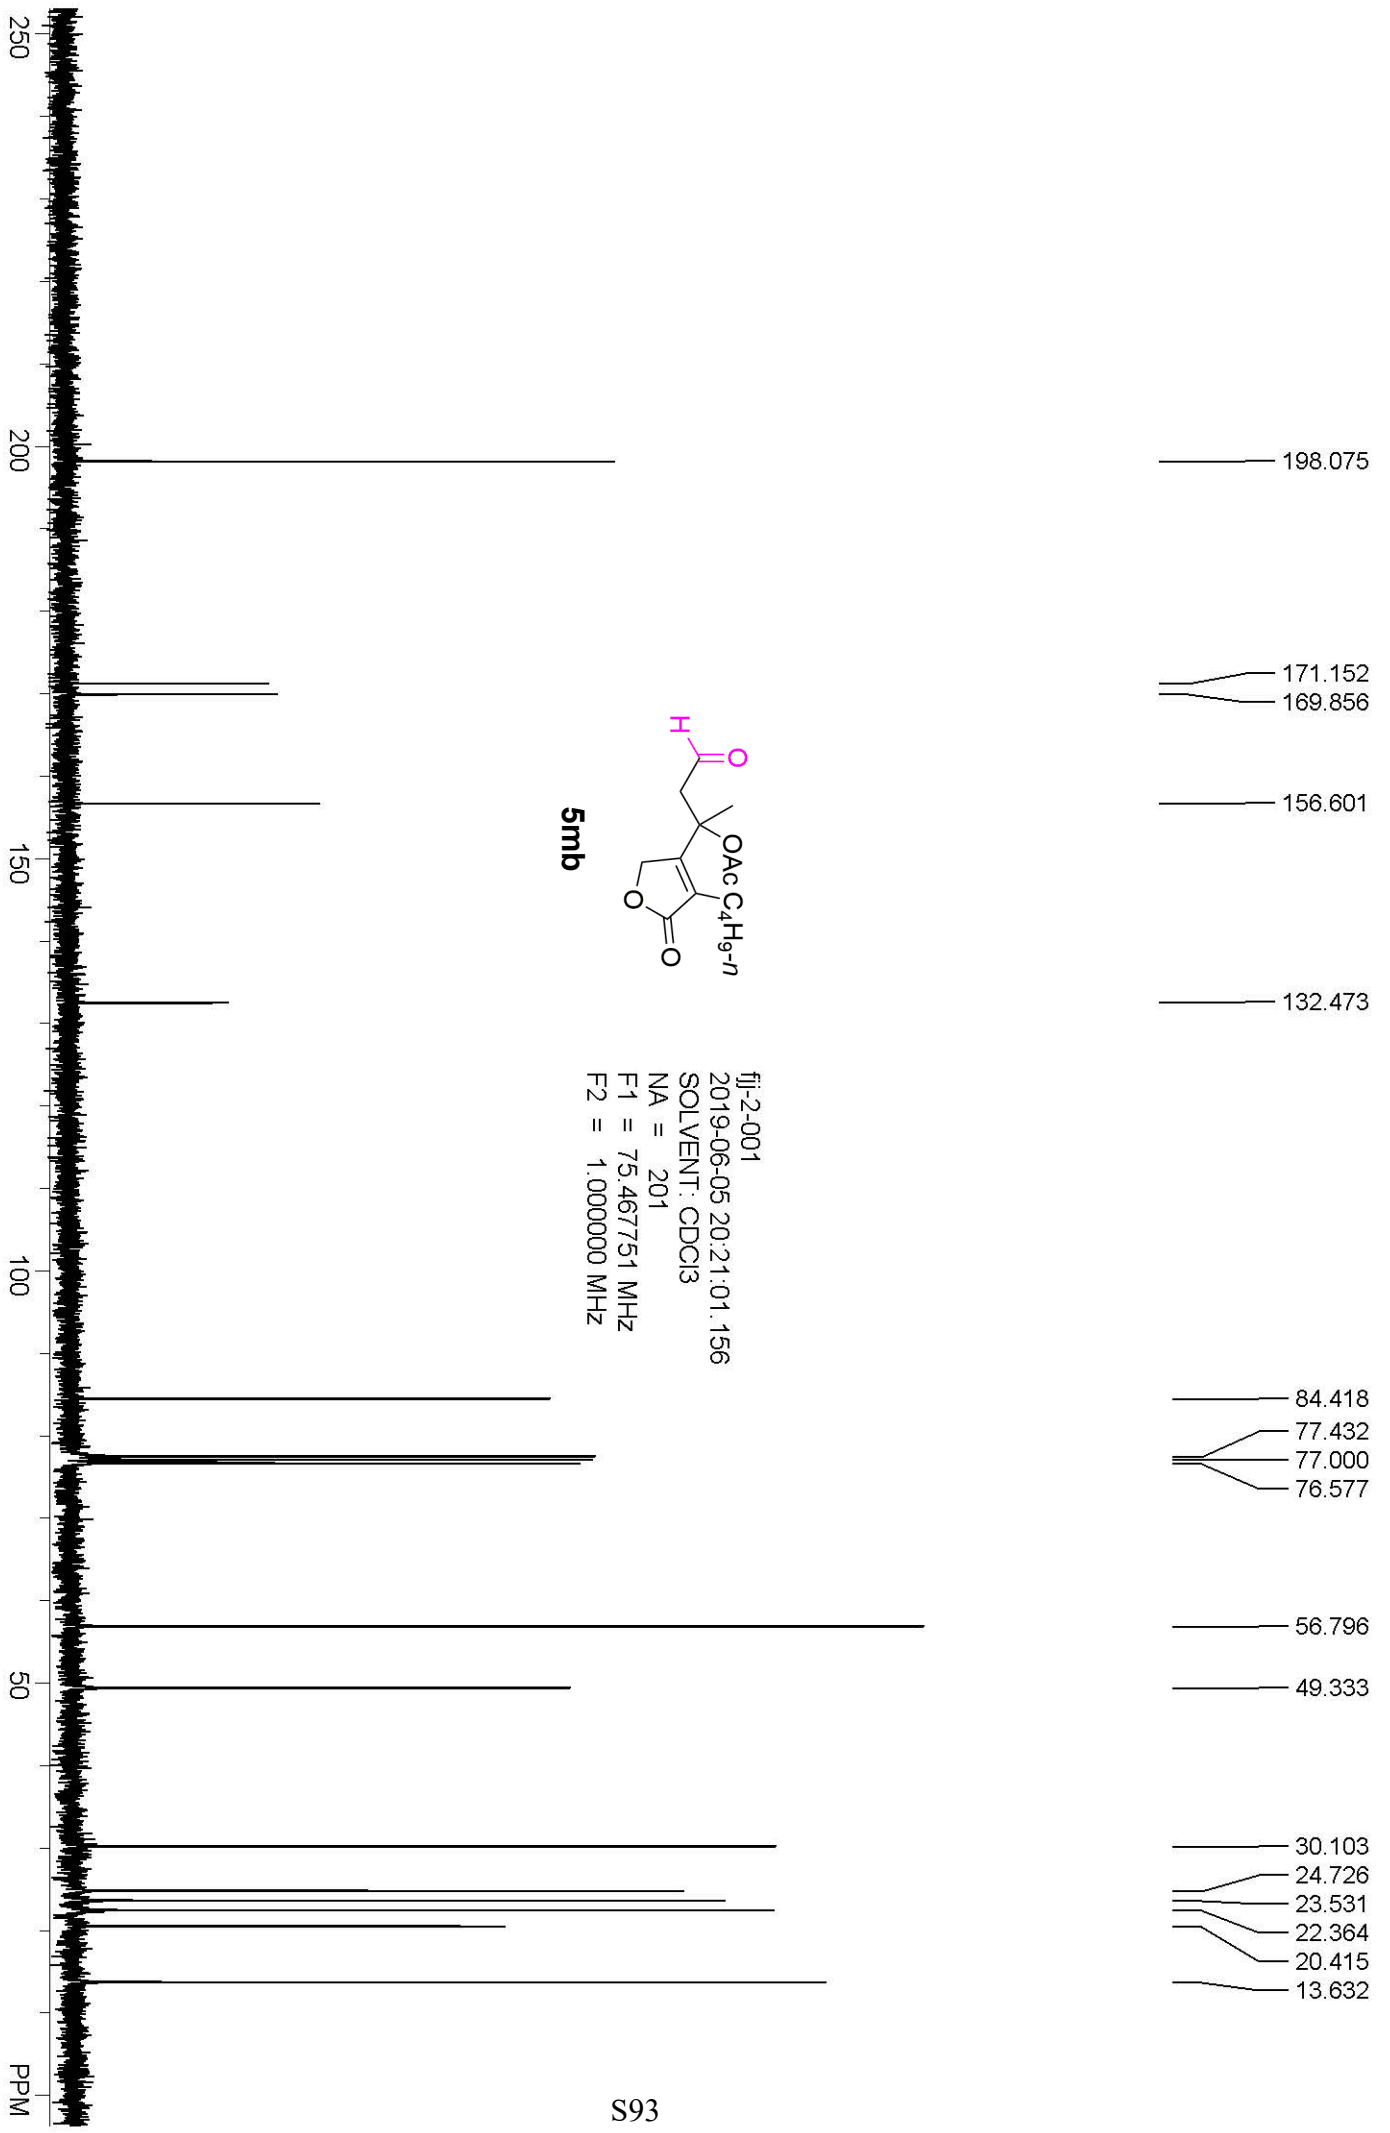 198.075
171.152
169.856
156.601
132.473
84.418
77.432
77.000
76.577
56.796
49.333
30.103
24.726
23.531
22.364
20.415
13.632
O
H
OAc
C4H9-n
O
O
5mb
fjj-2-001
2019-06-05 20:21:01.156
SOLVENT: CDCl3
NA = 201
F1 = 75.467751 MHz
F2 = 1.000000 MHz
250
200
150
100
50
PPM
S93